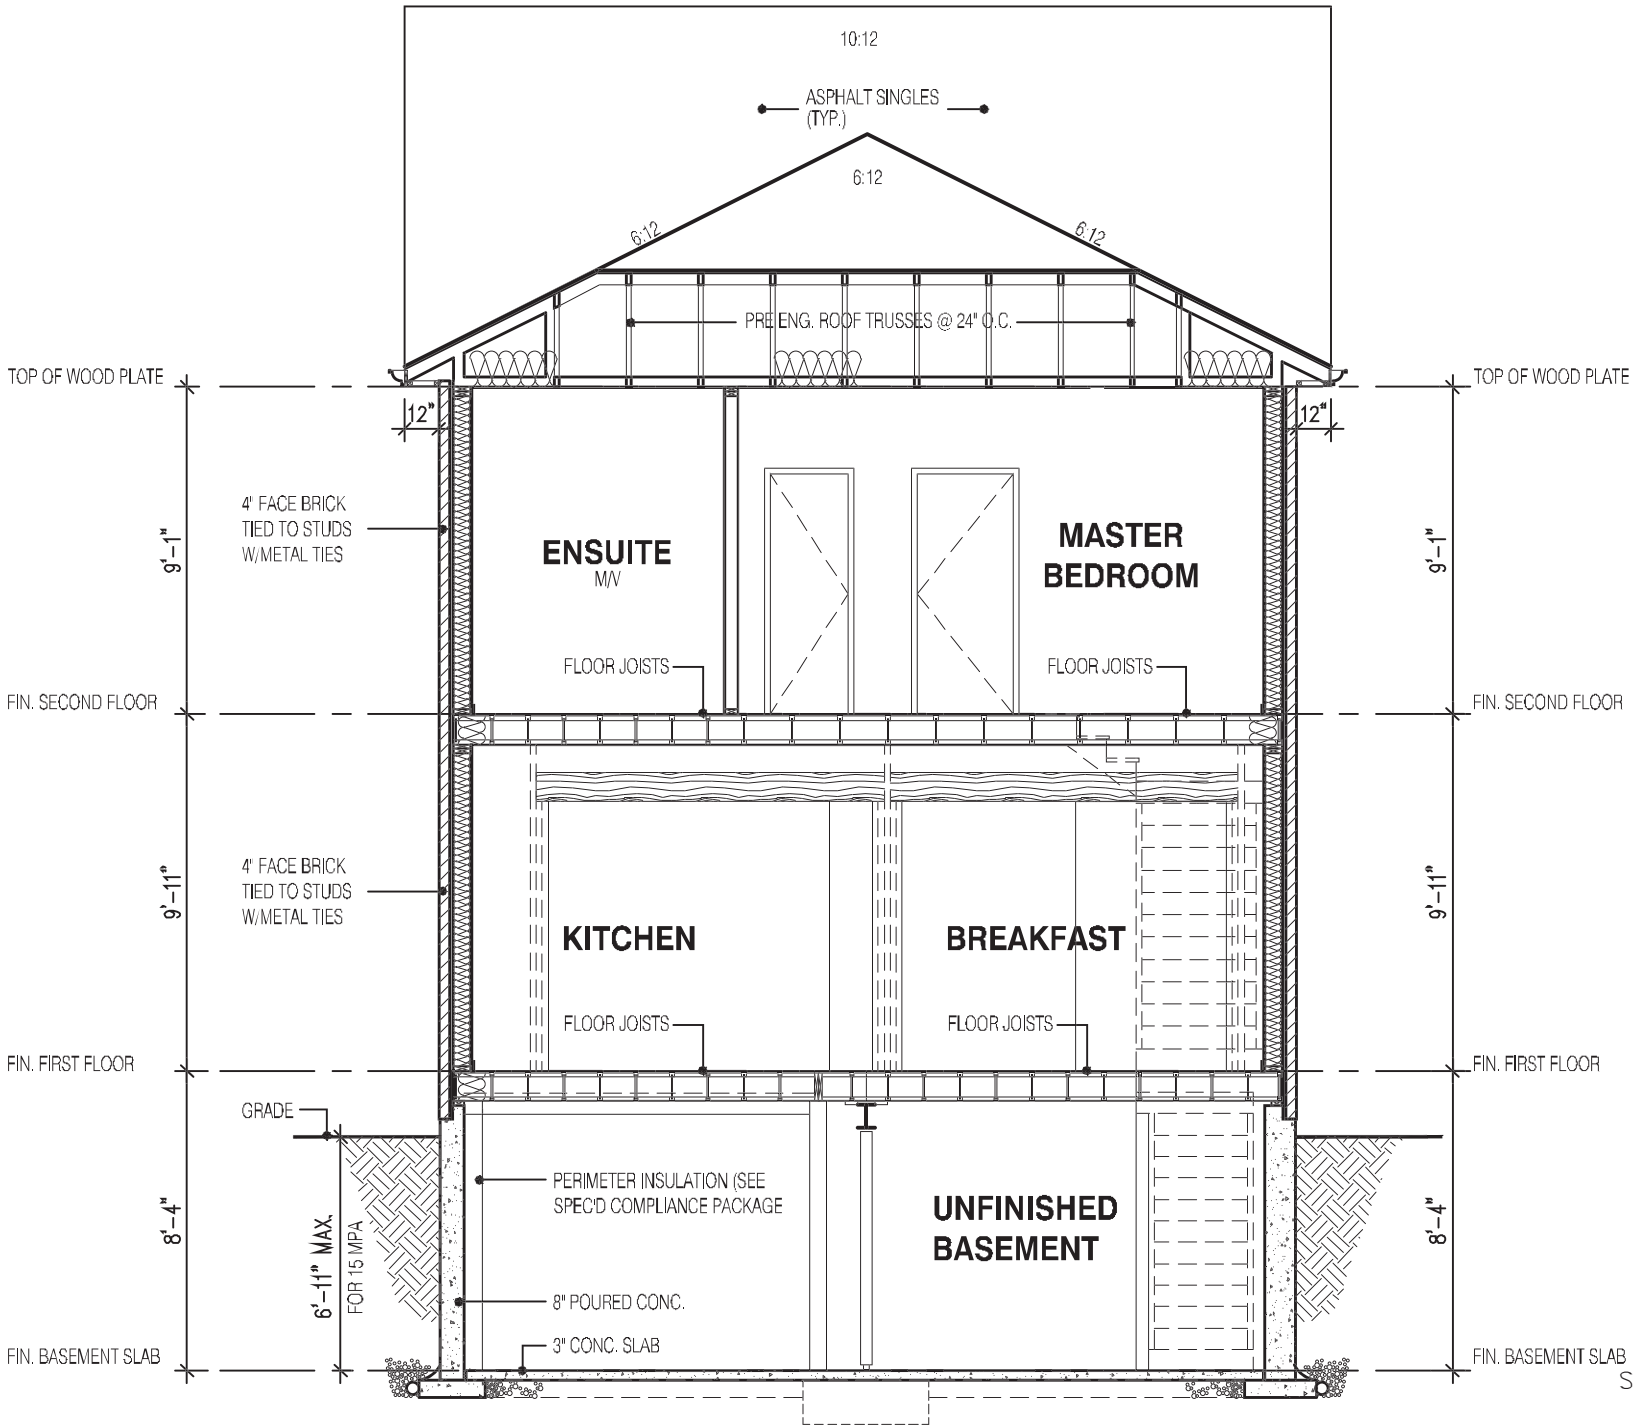 10:12
ASPHALT SINGLES
(TYP.)
6:12
6:12
6:12
PRE ENG. ROOF TRUSSES @ 24" O.C.
TOP OF WOOD PLATE
TOP OF WOOD PLATE
12"
12"
4" FACE BRICK
TIED TO STUDS
W/METAL TIES
9'-1"
ENSUITE
M/V
MASTER
BEDROOM
9'-1"
FLOOR JOISTS
FLOOR JOISTS
FIN. SECOND FLOOR
FIN. SECOND FLOOR
4" FACE BRICK
TIED TO STUDS
W/METAL TIES
9'-11"
KITCHEN
BREAKFAST
9'-11"
FLOOR JOISTS
FLOOR JOISTS
FIN. FIRST FLOOR
FIN. FIRST FLOOR
GRADE
PERIMETER INSULATION (SEE
SPEC'D COMPLIANCE PACKAGE
8'-4"
6'-11" MAX.
FOR 15 MPA
UNFINISHED
BASEMENT
8'-4"
8" POURED CONC.
3" CONC. SLAB
FIN. BASEMENT SLAB
FIN. BASEMENT SLAB
S